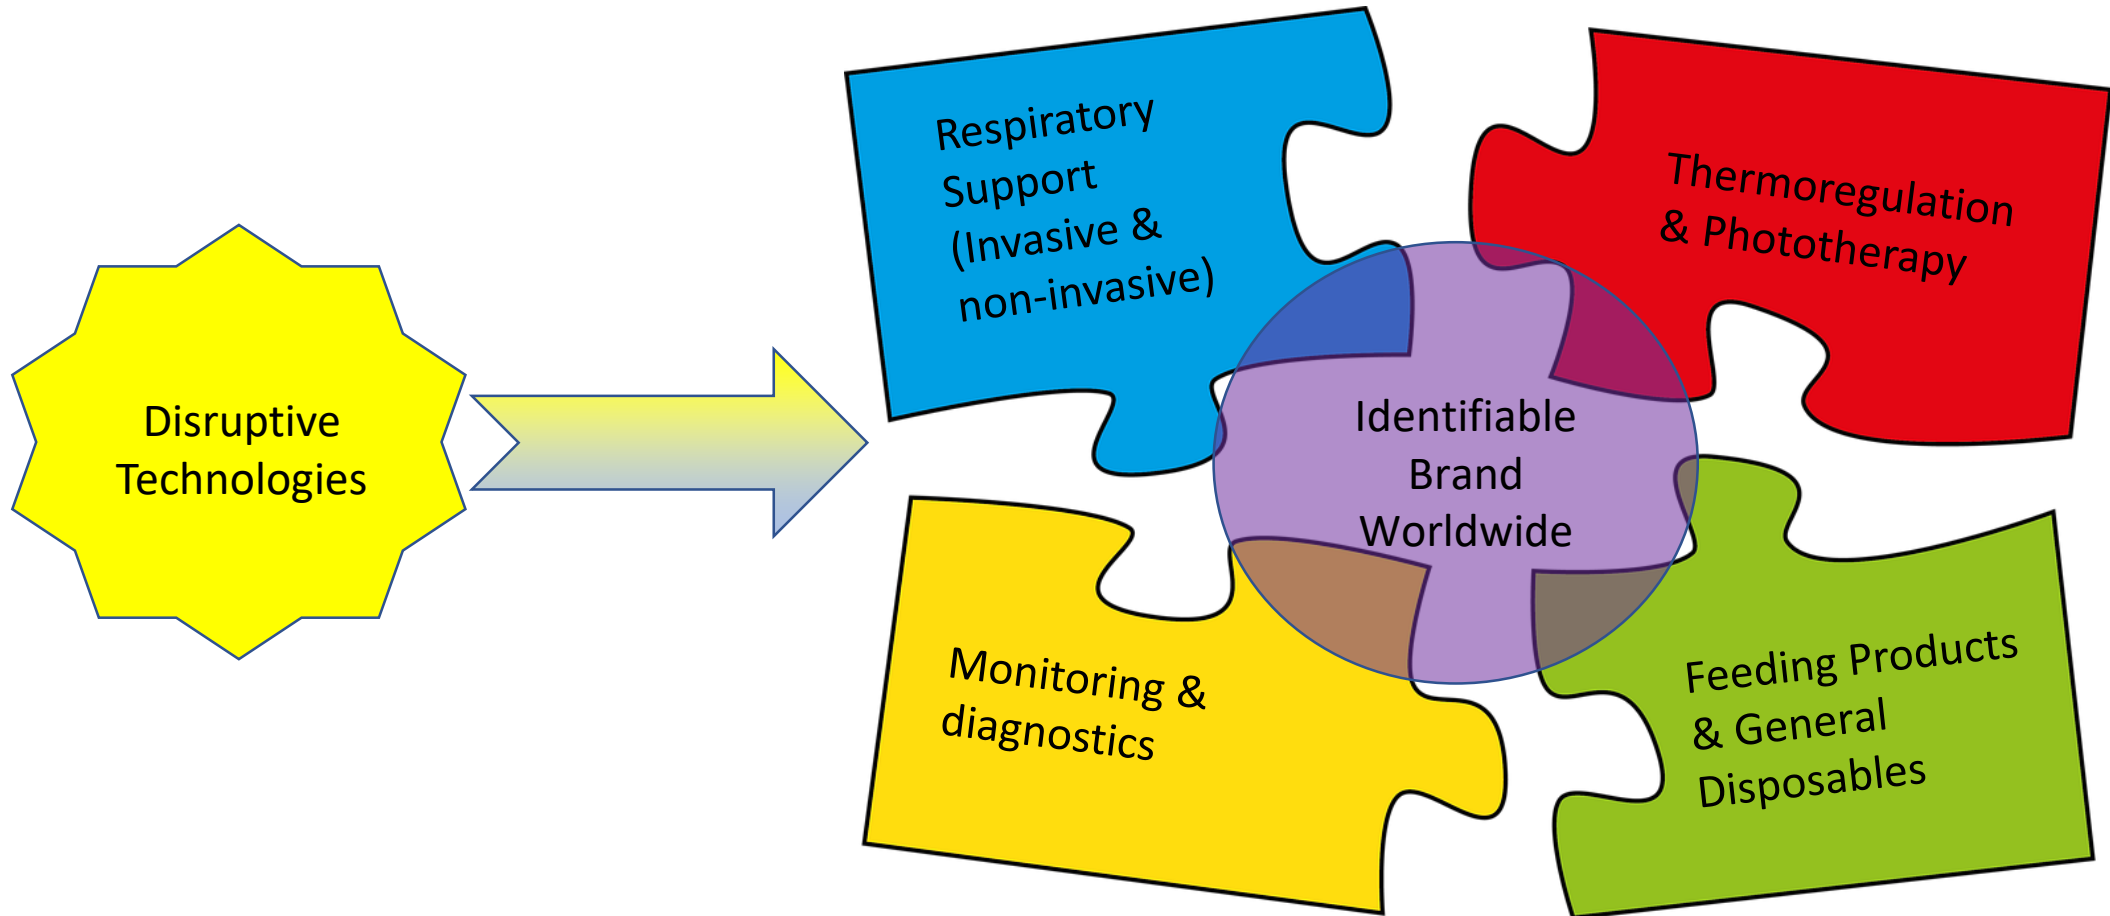 Disruptive
Technologies
Respiratory
Support
(Invasive &
non-invasive)
Thermoregulation
& Phototherapy
Identifiable
Brand
Worldwide
Monitoring &
diagnostics
Feeding Products
& General
Disposables